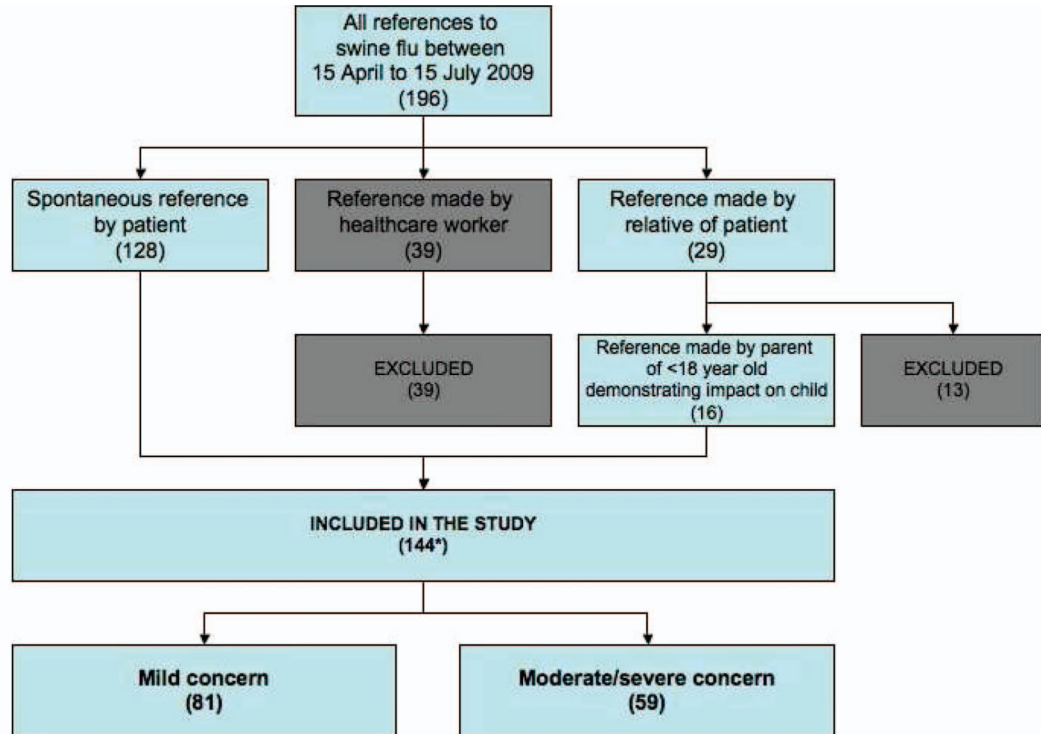 All references to
swine flu between
15 April to 15 July 2009
(196)
Spontaneous reference
by patient
(128)
Reference made by
healthcare worker
(39)
Reference made by
relative of patient
(29)
EXCLUDED
(39)
Reference made by parent
of <18 year old
demonstrating impact on child
(16)
EXCLUDED
(13)
INCLUDED IN THE STUDY
(144*)
Mild concern
(81)
Moderate/severe concern
(59)